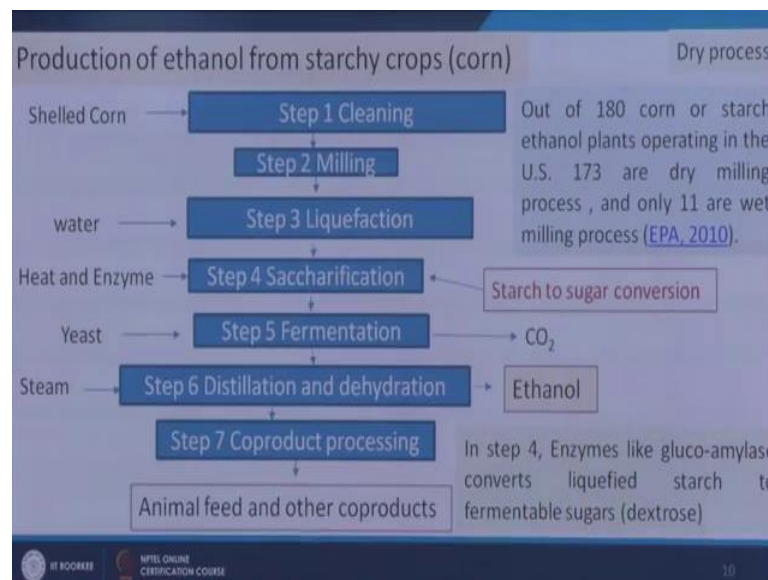 Production of ethanol from starchy crops (corn)
Dry process
Shelled Corn
Step 1 Cleaning
Step 2 Milling
water
Step 3 Liquefaction
Heat and Enzyme
Step 4 Saccharification
Starch to sugar conversion
Yeast
Step 5 Fermentation
CO₂
Steam
Step 6 Distillation and dehydration
Ethanol
Step 7 Coproduct processing
Animal feed and other coproducts
Out of 180 corn or starch
ethanol plants operating in the
U.S. 173 are dry milling
process , and only 11 are wet
milling process (EPA, 2010).
In step 4, Enzymes like gluco-amylase
converts liquefied starch to
fermentable sugars (dextrose)
IIT ROORKEE
NPTEL ONLINE
CERTIFICATION COURSE
10